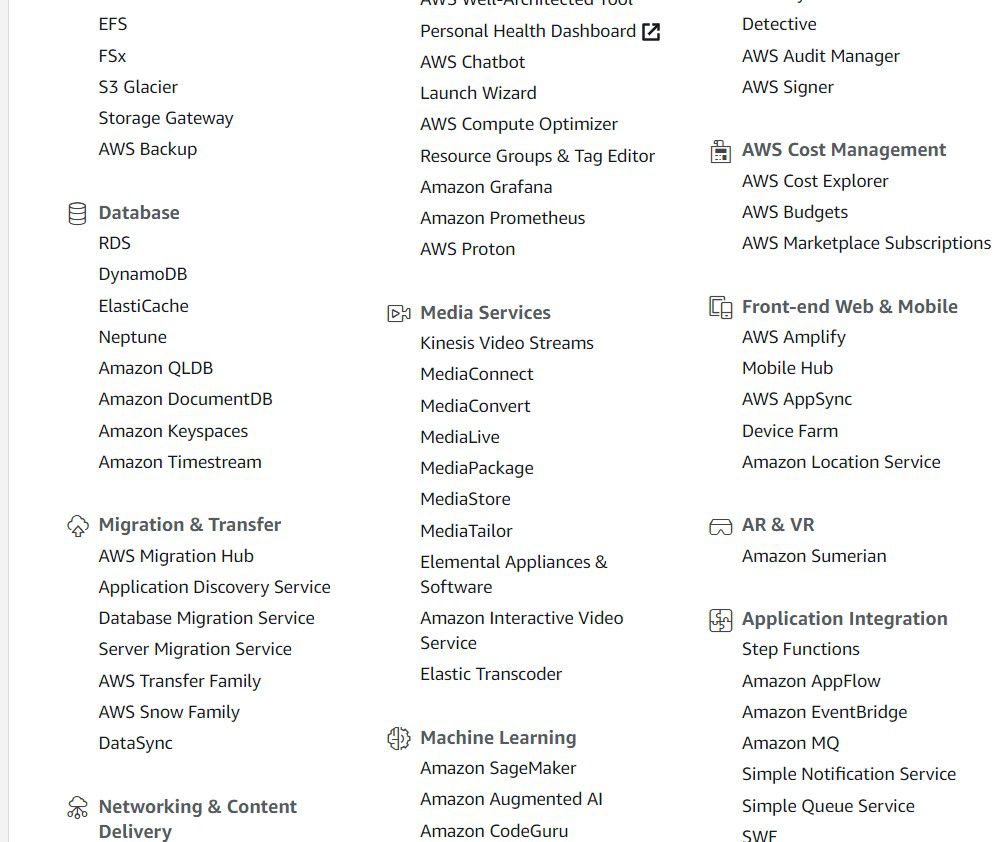 EFS
FSx
S3 Glacier
Storage Gateway
AWS Backup
Database
RDS
DynamoDB
ElastiCache
Neptune
Amazon QLDB
Amazon DocumentDB
Amazon Keyspaces
Amazon Timestream
Migration & Transfer
AWS Migration Hub
Application Discovery Service
Database Migration Service
Server Migration Service
AWS Transfer Family
AWS Snow Family
DataSync
Networking & Content
Delivery
AWS Well-Architected Tool
Personal Health Dashboard
AWS Chatbot
Launch Wizard
AWS Compute Optimizer
Resource Groups & Tag Editor
Amazon Grafana
Amazon Prometheus
AWS Proton
Media Services
Kinesis Video Streams
MediaConnect
MediaConvert
MediaLive
MediaPackage
MediaStore
MediaTailor
Elemental Appliances &
Software
Amazon Interactive Video
Service
Elastic Transcoder
Machine Learning
Amazon SageMaker
Amazon Augmented AI
Amazon CodeGuru
Detective
AWS Audit Manager
AWS Signer
AWS Cost Management
AWS Cost Explorer
AWS Budgets
AWS Marketplace Subscriptions
Front-end Web & Mobile
AWS Amplify
Mobile Hub
AWS AppSync
Device Farm
Amazon Location Service
AR & VR
Amazon Sumerian
Application Integration
Step Functions
Amazon AppFlow
Amazon EventBridge
Amazon MQ
Simple Notification Service
Simple Queue Service
SWF